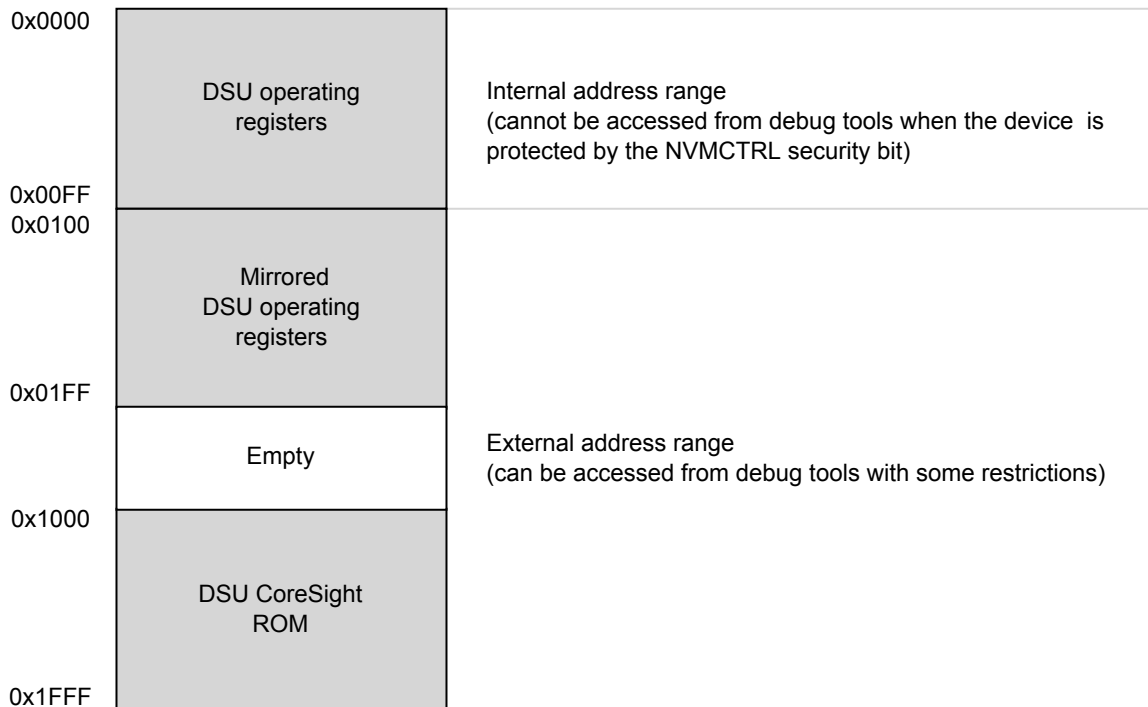 0x0000
DSU operating
registers
Internal address range
(cannot be accessed from debug tools when the device is
protected by the NVMCTRL security bit)
0x00FF
0x0100
Mirrored
DSU operating
registers
0x01FF
Empty
External address range
(can be accessed from debug tools with some restrictions)
0x1000
DSU CoreSight
ROM
0x1FFF